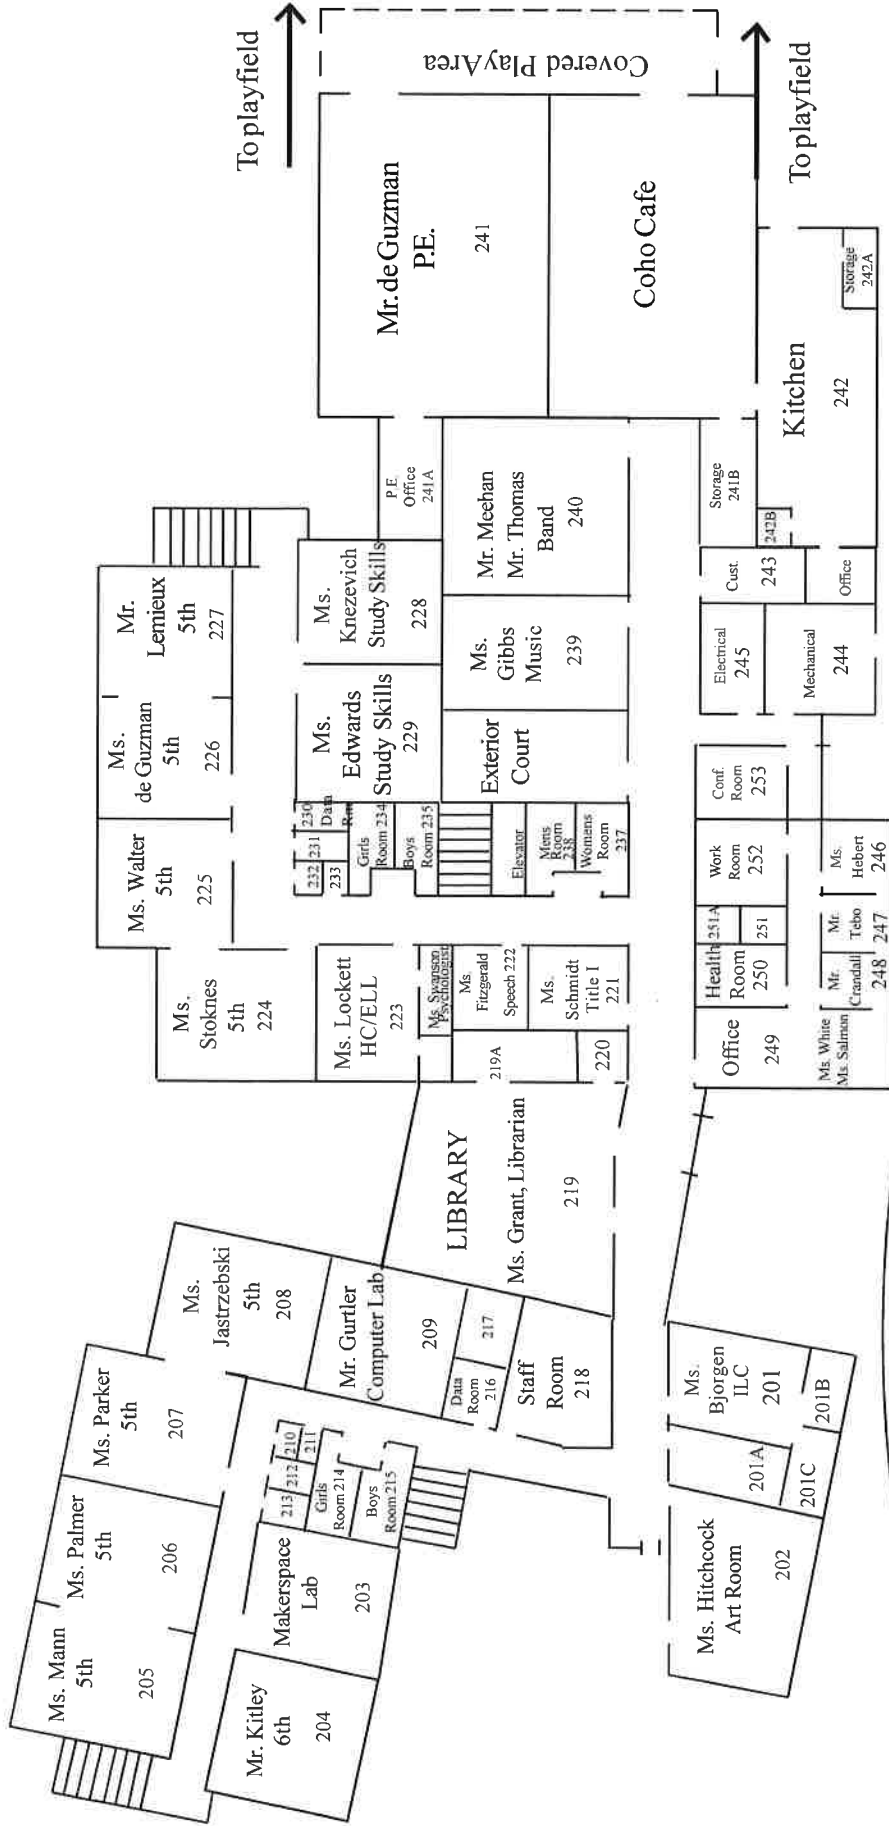 To playfield
Covered Play Area
To playfield
Mr. de Guzman
P.E.
241
Coho Cafe
Kitchen
242
Storage
242A
242B
Storage
241B
P.E.
Office
241A
Mr. Meehan
Mr. Thomas
Band
240
Ms.
Gibbs
Music
239
Exterior
Court
Ms.
Knezevich
Study Skills
228
Ms.
Edwards
Study Skills
229
Mr.
Lemieux
5th
227
Ms.
de Guzman
5th
226
Ms. Walter
5th
225
Ms.
Stoknes
5th
224
230
Data
Rm
231
232
233
Girls
Room 234
Boys
Room 235
Elevator
Mens
Room
238
Womens
Room
237
Cust.
243
Office
Electrical
245
Mechanical
244
Conf.
Room
253
Work
Room
252
251A
251
Health
Room
250
Office
249
Ms.
Hebert
246
Mr.
Tebo
247
Mr.
Crandall
248
Ms. White
Ms. Salmon
Ms. Lockett
HC/ELL
223
Ms. Swanson
Psychologist
Ms.
Fitzgerald
Speech 222
Ms.
Schmidt
Title I
221
219A
220
LIBRARY
Ms. Grant, Librarian
219
Ms.
Jastrzebski
5th
208
Mr. Gurtler
Computer Lab
209
217
Data
Room
216
Staff
Room
218
Ms. Parker
5th
207
Ms. Palmer
5th
206
Ms. Mann
5th
205
210
211
212
213
Girls
Room 214
Boys
Room 215
Makerspace
Lab
203
Mr. Kitley
6th
204
Ms.
Bjorgen
ILC
201
201A
201B
201C
Ms. Hitchcock
Art Room
202